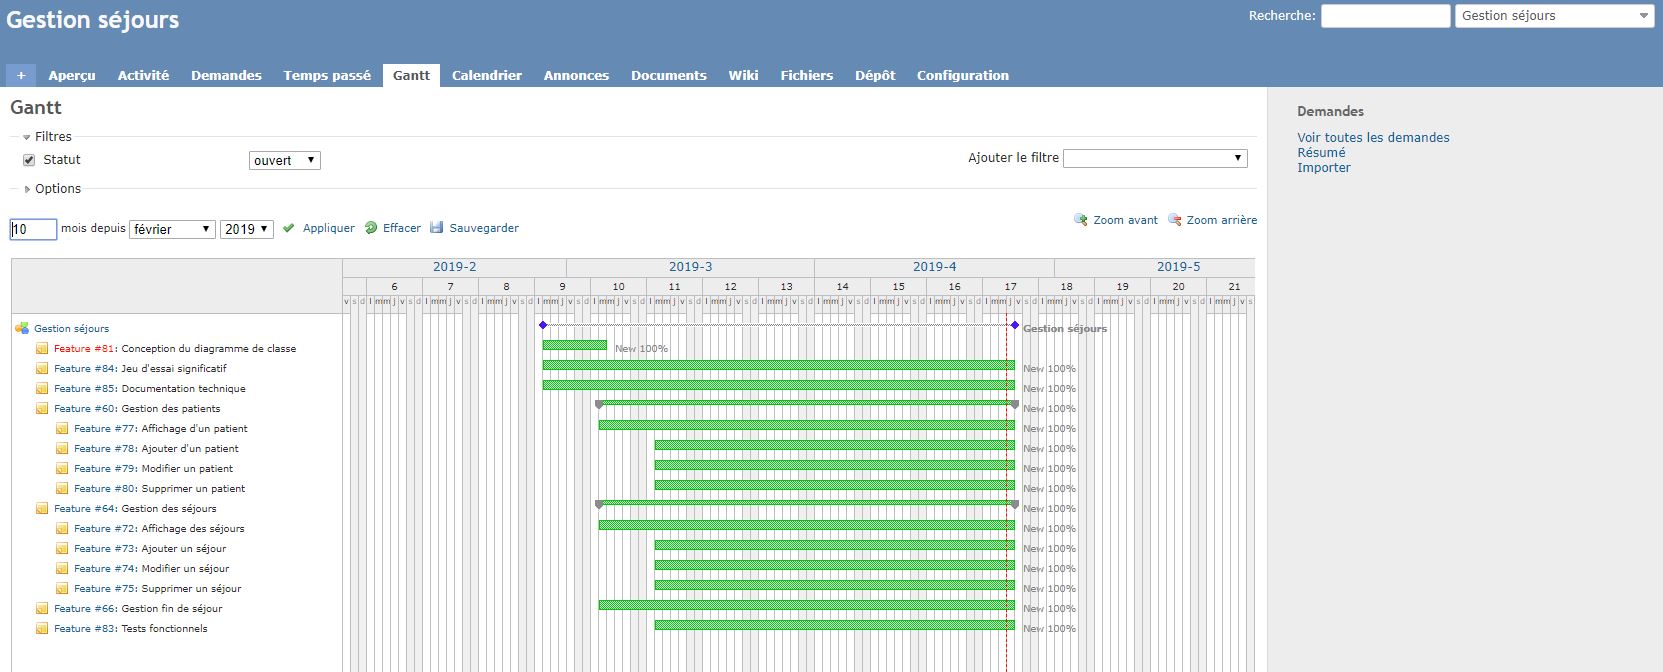 Gestion séjours
Recherche: Gestion séjours
+ Aperçu Activité Demandes Temps passé Gantt Calendrier Annonces Documents Wiki Fichiers Dépôt Configuration
Gantt
Demandes
Voir toutes les demandes
Résumé
Importer
Filtres
Statut ouvert Ajouter le filtre
Options
10 mois depuis février 2019 Appliquer Effacer Sauvegarder
Zoom avant Zoom arrière
2019-2 2019-3 2019-4 2019-5
6 7 8 9 10 11 12 13 14 15 16 17 18 19 20 21
v s d l m m j v s d l m m j v s d l m m j v s d l m m j v s d l m m j v s d l m m j v s d l m m j v s d l m m j v s d l m m j v s d l m m j v s d l m m j v s d l m m j v s d l m m j v s d l m m j v s d l m m j v s d l m m j v s
Gestion séjours Gestion séjours
Feature #81: Conception du diagramme de classe New 100%
Feature #84: Jeu d'essai significatif New 100%
Feature #85: Documentation technique New 100%
Feature #60: Gestion des patients New 100%
Feature #77: Affichage d'un patient New 100%
Feature #78: Ajouter d'un patient New 100%
Feature #79: Modifier un patient New 100%
Feature #80: Supprimer un patient New 100%
Feature #64: Gestion des séjours New 100%
Feature #72: Affichage des séjours New 100%
Feature #73: Ajouter un séjour New 100%
Feature #74: Modifier un séjour New 100%
Feature #75: Supprimer un séjour New 100%
Feature #66: Gestion fin de séjour New 100%
Feature #83: Tests fonctionnels New 100%